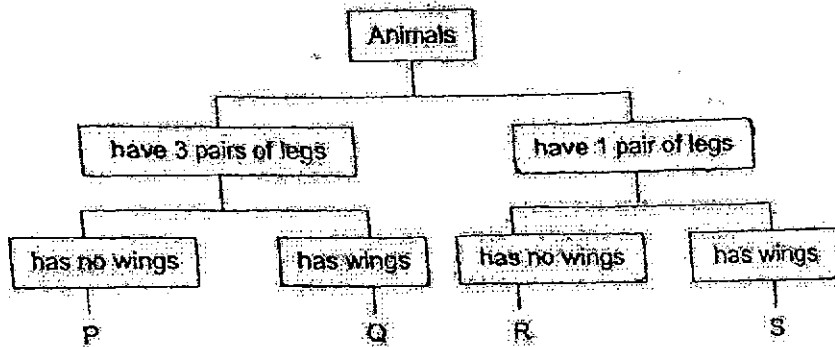 Animals
have 3 pairs of legs
have 1 pair of legs
has no wings
has wings
has no wings
has wings
P
Q
R
S